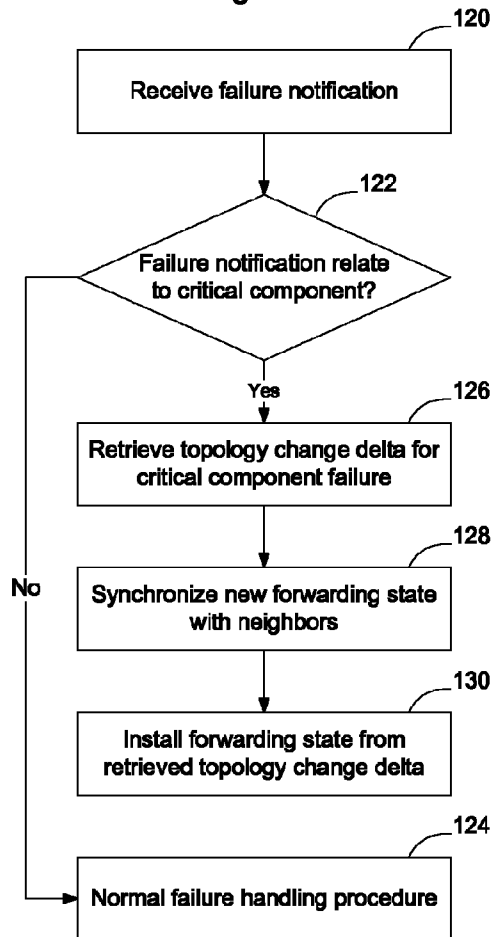 120
Receive failure notification
122
Failure notification relate
to critical component?
Yes
126
Retrieve topology change delta for
critical component failure
128
No
Synchronize new forwarding state
with neighbors
130
Install forwarding state from
retrieved topology change delta
124
Normal failure handling procedure